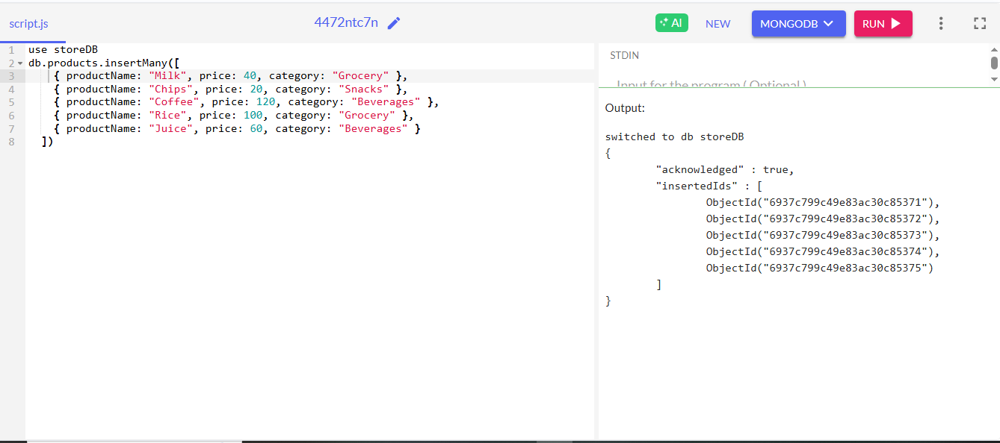 script.js
4472ntc7n
AI
NEW
MONGODB
RUN
1 use storeDB
2 db.products.insertMany([
3 { productName: "Milk", price: 40, category: "Grocery" },
4 { productName: "Chips", price: 20, category: "Snacks" },
5 { productName: "Coffee", price: 120, category: "Beverages" },
6 { productName: "Rice", price: 100, category: "Grocery" },
7 { productName: "Juice", price: 60, category: "Beverages" }
8 ])
STDIN
Input for the program ( Optional )
Output:
switched to db storeDB
{
"acknowledged" : true,
"insertedIds" : [
ObjectId("6937c799c49e83ac30c85371"),
ObjectId("6937c799c49e83ac30c85372"),
ObjectId("6937c799c49e83ac30c85373"),
ObjectId("6937c799c49e83ac30c85374"),
ObjectId("6937c799c49e83ac30c85375")
]
}